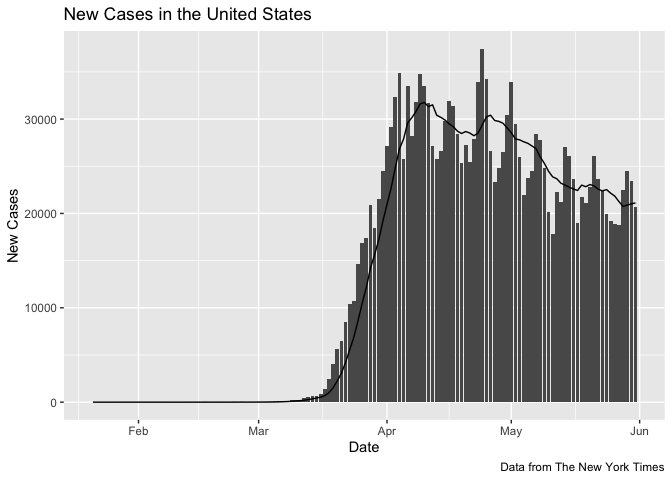 New Cases in the United States
New Cases
30000
20000
10000
0
Feb
Mar
Apr
May
Jun
Date
Data from The New York Times